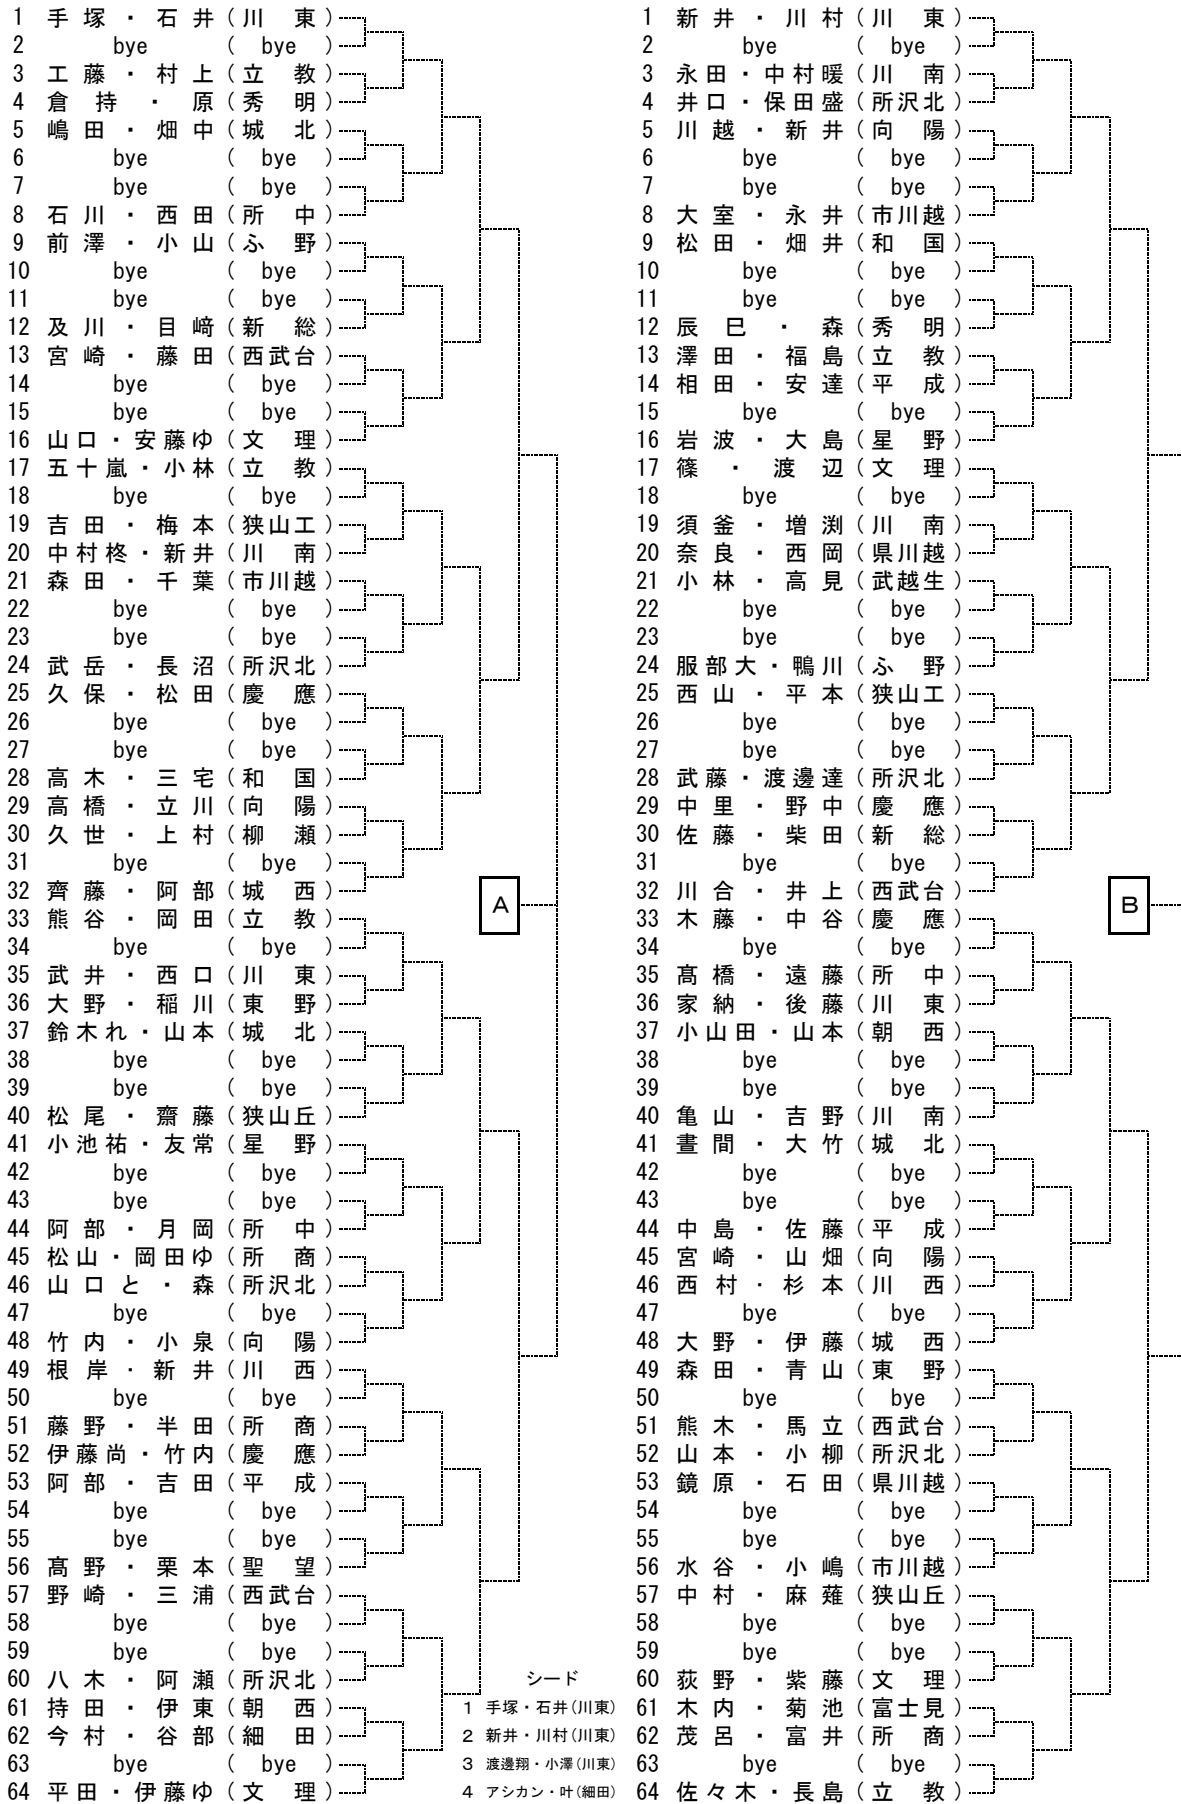 1 手塚・石井(川 東)
2 bye ( bye )
3 工藤・村上(立 教)
4 倉持・原(秀 明)
5 嶋田・畑中(城 北)
6 bye ( bye )
7 bye ( bye )
8 石川・西田(所 中)
9 前澤・小山(ふ 野)
10 bye ( bye )
11 bye ( bye )
12 及川・目﨑(新 総)
13 宮崎・藤田(西武台)
14 bye ( bye )
15 bye ( bye )
16 山口・安藤ゆ(文 理)
17 五十嵐・小林(立 教)
18 bye ( bye )
19 吉田・梅本(狭山工)
20 中村柊・新井(川 南)
21 森田・千葉(市川越)
22 bye ( bye )
23 bye ( bye )
24 武岳・長沼(所沢北)
25 久保・松田(慶 應)
26 bye ( bye )
27 bye ( bye )
28 高木・三宅(和 国)
29 高橋・立川(向 陽)
30 久世・上村(柳 瀬)
31 bye ( bye )
32 齊藤・阿部(城 西)
33 熊谷・岡田(立 教)
34 bye ( bye )
35 武井・西口(川 東)
36 大野・稲川(東 野)
37 鈴木れ・山本(城 北)
38 bye ( bye )
39 bye ( bye )
40 松尾・齋藤(狭山丘)
41 小池祐・友常(星 野)
42 bye ( bye )
43 bye ( bye )
44 阿部・月岡(所 中)
45 松山・岡田ゆ(所 商)
46 山口と・森(所沢北)
47 bye ( bye )
48 竹内・小泉(向 陽)
49 根岸・新井(川 西)
50 bye ( bye )
51 藤野・半田(所 商)
52 伊藤尚・竹内(慶 應)
53 阿部・吉田(平 成)
54 bye ( bye )
55 bye ( bye )
56 髙野・栗本(聖 望)
57 野崎・三浦(西武台)
58 bye ( bye )
59 bye ( bye )
60 八木・阿瀬(所沢北)
61 持田・伊東(朝 西)
62 今村・谷部(細 田)
63 bye ( bye )
64 平田・伊藤ゆ(文 理)
A
シード
1 手塚・石井(川東)
2 新井・川村(川東)
3 渡邊翔・小澤(川東)
4 アシカン・叶(細田)
1 新井・川村(川 東)
2 bye ( bye )
3 永田・中村暖(川 南)
4 井口・保田盛(所沢北)
5 川越・新井(向 陽)
6 bye ( bye )
7 bye ( bye )
8 大室・永井(市川越)
9 松田・畑井(和 国)
10 bye ( bye )
11 bye ( bye )
12 辰巳・森(秀 明)
13 澤田・福島(立 教)
14 相田・安達(平 成)
15 bye ( bye )
16 岩波・大島(星 野)
17 篠・渡辺(文 理)
18 bye ( bye )
19 須釜・増渕(川 南)
20 奈良・西岡(県川越)
21 小林・高見(武越生)
22 bye ( bye )
23 bye ( bye )
24 服部大・鴨川(ふ 野)
25 西山・平本(狭山工)
26 bye ( bye )
27 bye ( bye )
28 武藤・渡邊達(所沢北)
29 中里・野中(慶 應)
30 佐藤・柴田(新 総)
31 bye ( bye )
32 川合・井上(西武台)
33 木藤・中谷(慶 應)
34 bye ( bye )
35 髙橋・遠藤(所 中)
36 家納・後藤(川 東)
37 小山田・山本(朝 西)
38 bye ( bye )
39 bye ( bye )
40 亀山・吉野(川 南)
41 晝間・大竹(城 北)
42 bye ( bye )
43 bye ( bye )
44 中島・佐藤(平 成)
45 宮崎・山畑(向 陽)
46 西村・杉本(川 西)
47 bye ( bye )
48 大野・伊藤(城 西)
49 森田・青山(東 野)
50 bye ( bye )
51 熊木・馬立(西武台)
52 山本・小柳(所沢北)
53 鏡原・石田(県川越)
54 bye ( bye )
55 bye ( bye )
56 水谷・小嶋(市川越)
57 中村・麻薙(狭山丘)
58 bye ( bye )
59 bye ( bye )
60 荻野・紫藤(文 理)
61 木内・菊池(富士見)
62 茂呂・富井(所 商)
63 bye ( bye )
64 佐々木・長島(立 教)
B